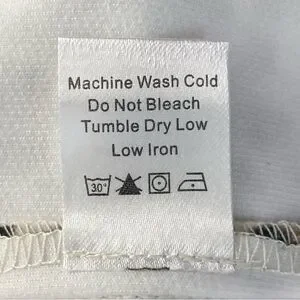 Machine Wash Cold
Do Not Bleach
Tumble Dry Low
Low Iron
30°